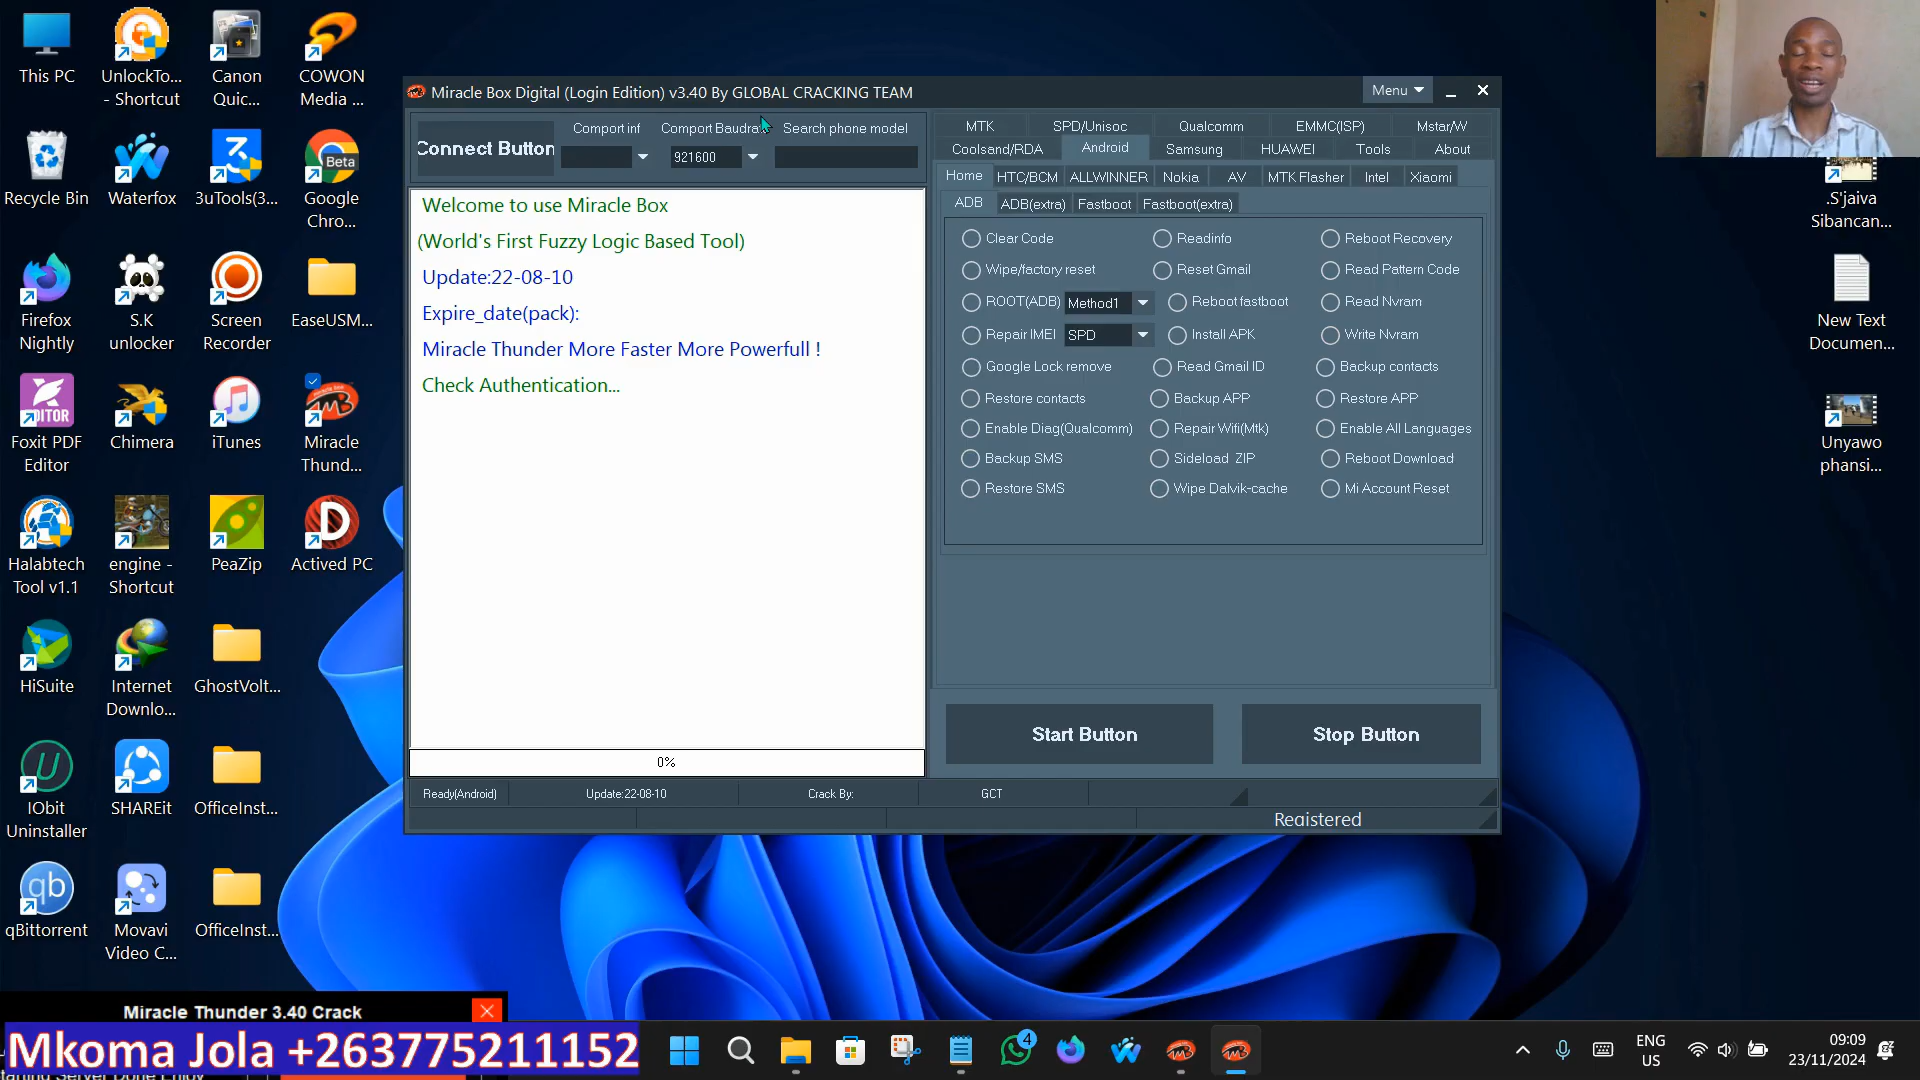 This PC
UnlockTo...
- Shortcut
Canon
Quic...
COWON
Media ...
Recycle Bin
Waterfox
3uTools(3...
Google
Chro...
Beta
Firefox
Nightly
S.K
unlocker
Screen
Recorder
EaseUSM...
Foxit PDF
Editor
Chimera
iTunes
Miracle
Thund...
Halabtech
Tool v1.1
engine -
Shortcut
PeaZip
Actived PC
HiSuite
Internet
Downlo...
GhostVolt...
IObit
Uninstaller
SHAREit
OfficeInst...
qBittorrent
Movavi
Video C...
OfficeInst...
Miracle Box Digital (Login Edition) v3.40 By GLOBAL CRACKING TEAM
Menu
Connect Button
Comport inf
Comport Baudrat
Search phone model
921600
Welcome to use Miracle Box
(World's First Fuzzy Logic Based Tool)
Update:22-08-10
Expire_date(pack):
Miracle Thunder More Faster More Powerfull !
Check Authentication...
0%
MTK SPD/Unisoc Qualcomm EMMC(ISP) Mstar/W
Coolsand/RDA Android Samsung HUAWEI Tools About
Home HTC/BCM ALLWINNER Nokia AV MTK Flasher Intel Xiaomi
ADB ADB(extra) Fastboot Fastboot(extra)
Clear Code Readinfo Reboot Recovery
Wipe/factory reset Reset Gmail Read Pattern Code
ROOT(ADB) Method1 Reboot fastboot Read Nvram
Repair IMEI SPD Install APK Write Nvram
Google Lock remove Read Gmail ID Backup contacts
Restore contacts Backup APP Restore APP
Enable Diag(Qualcomm) Repair Wifi(Mtk) Enable All Languages
Backup SMS Sideload ZIP Reboot Download
Restore SMS Wipe Dalvik-cache Mi Account Reset
Start Button
Stop Button
Ready(Android) Update:22-08-10 Crack By: GCT
Registered
.S'jaiva
Sibancan...
New Text
Documen...
Unyawo
phansi...
Miracle Thunder 3.40 Crack
Mkoma Jola +263775211152
4
ENG
US
09:09
23/11/2024